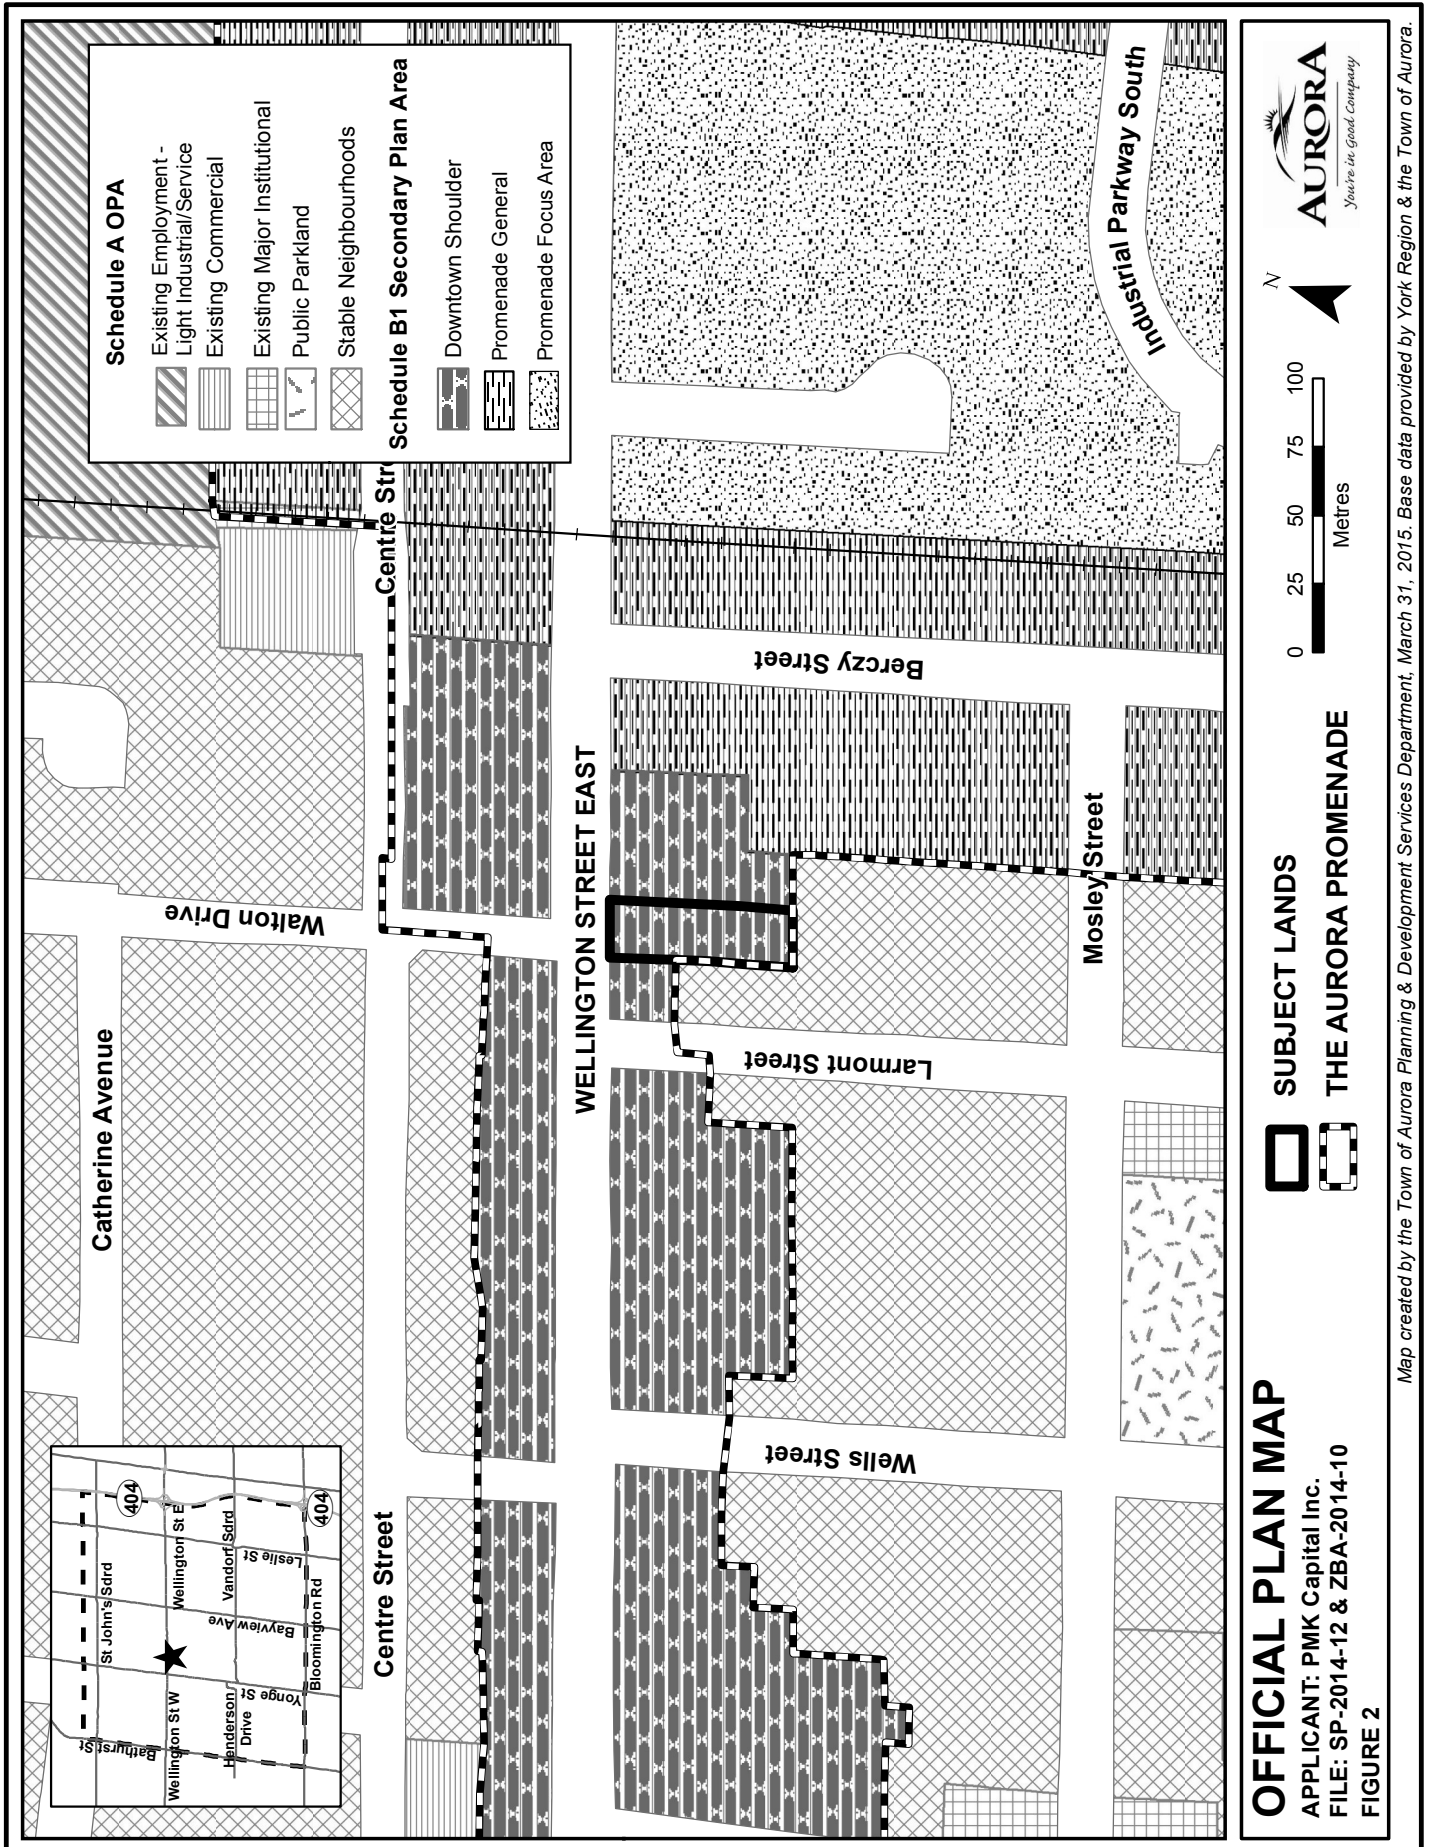 Schedule A OPA
Existing Employment -
Light Industrial/Service
Existing Commercial
Existing Major Institutional
Public Parkland
Stable Neighbourhoods
Schedule B1 Secondary Plan Area
Downtown Shoulder
Promenade General
Promenade Focus Area
Catherine Avenue
Walton Drive
Centre Street
Centre Str
WELLINGTON STREET EAST
Berczy Street
Larmont Street
Wells Street
Mosley Street
Industrial Parkway South
404
404
St John's Sdrd
Wellington St E
Vandorf Sdrd
Leslie St
Bayview Ave
Bloomington Rd
Yonge St
Wellington St W
Henderson
Drive
Bathurst St
OFFICIAL PLAN MAP
APPLICANT: PMK Capital Inc.
FILE: SP-2014-12 & ZBA-2014-10
FIGURE 2
SUBJECT LANDS
THE AURORA PROMENADE
0 25 50 75 100
Metres
N
AURORA
You're in Good Company
Map created by the Town of Aurora Planning & Development Services Department, March 31, 2015. Base data provided by York Region & the Town of Aurora.